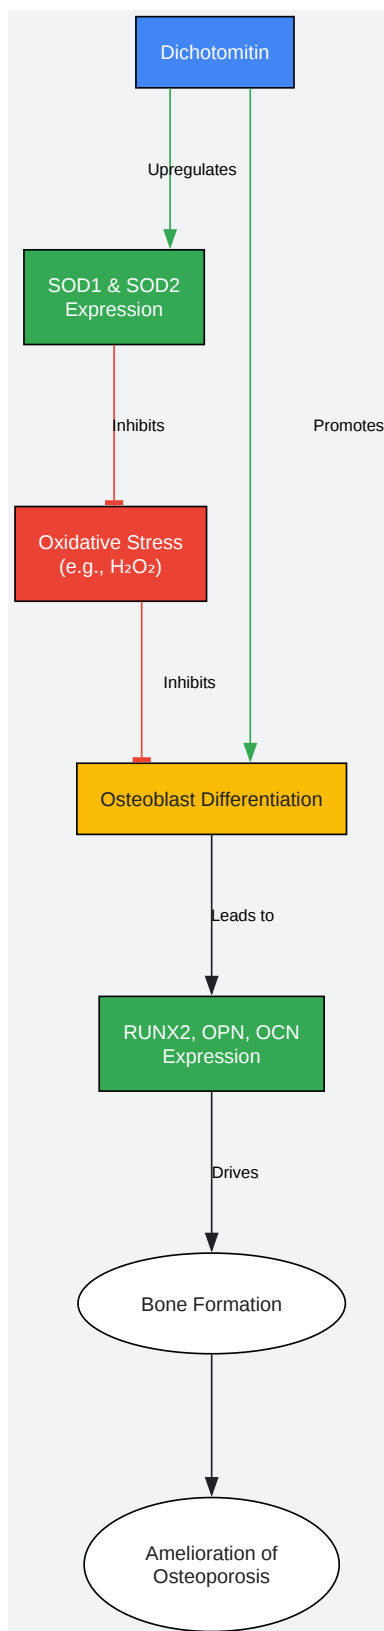 Dichotomitin
Upregulates
SOD1 & SOD2
Expression
Inhibits
Promotes
Oxidative Stress
(e.g., H₂O₂)
Inhibits
Osteoblast Differentiation
Leads to
RUNX2, OPN, OCN
Expression
Drives
Bone Formation
Amelioration of
Osteoporosis